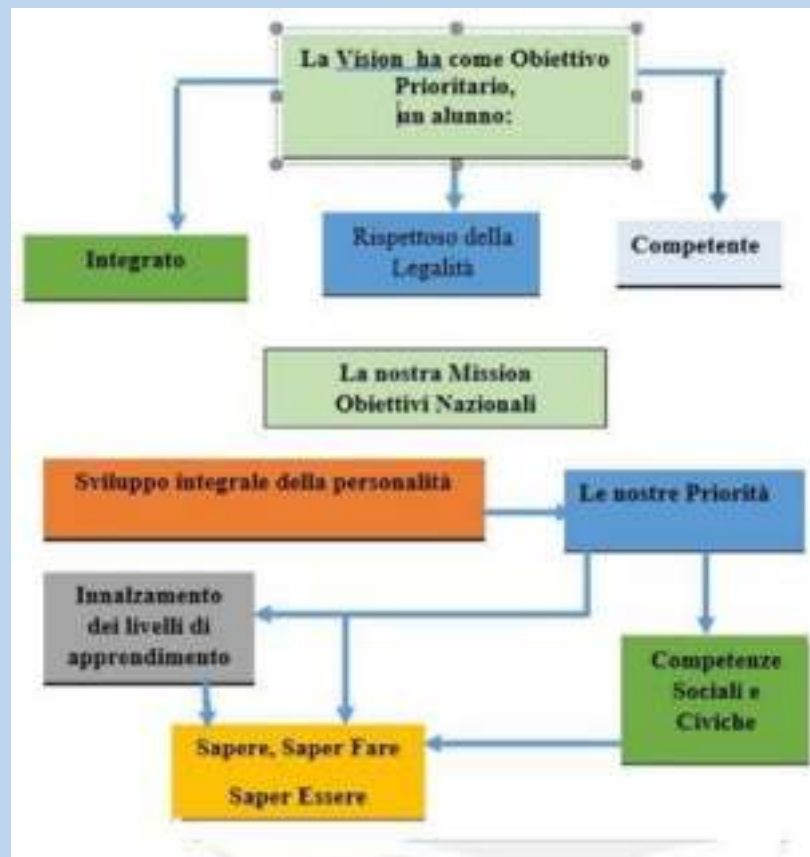 La Vision ha come Obiettivo
Prioritario,
un alunno:
Integrato
Rispettoso della
Legalità
Competente
La nostra Mission
Obiettivi Nazionali
Sviluppo integrale della personalità
Le nostre Priorità
Innalzamento
dei livelli di
apprendimento
Competenze
Sociali e
Civiche
Sapere, Saper Fare
Saper Essere